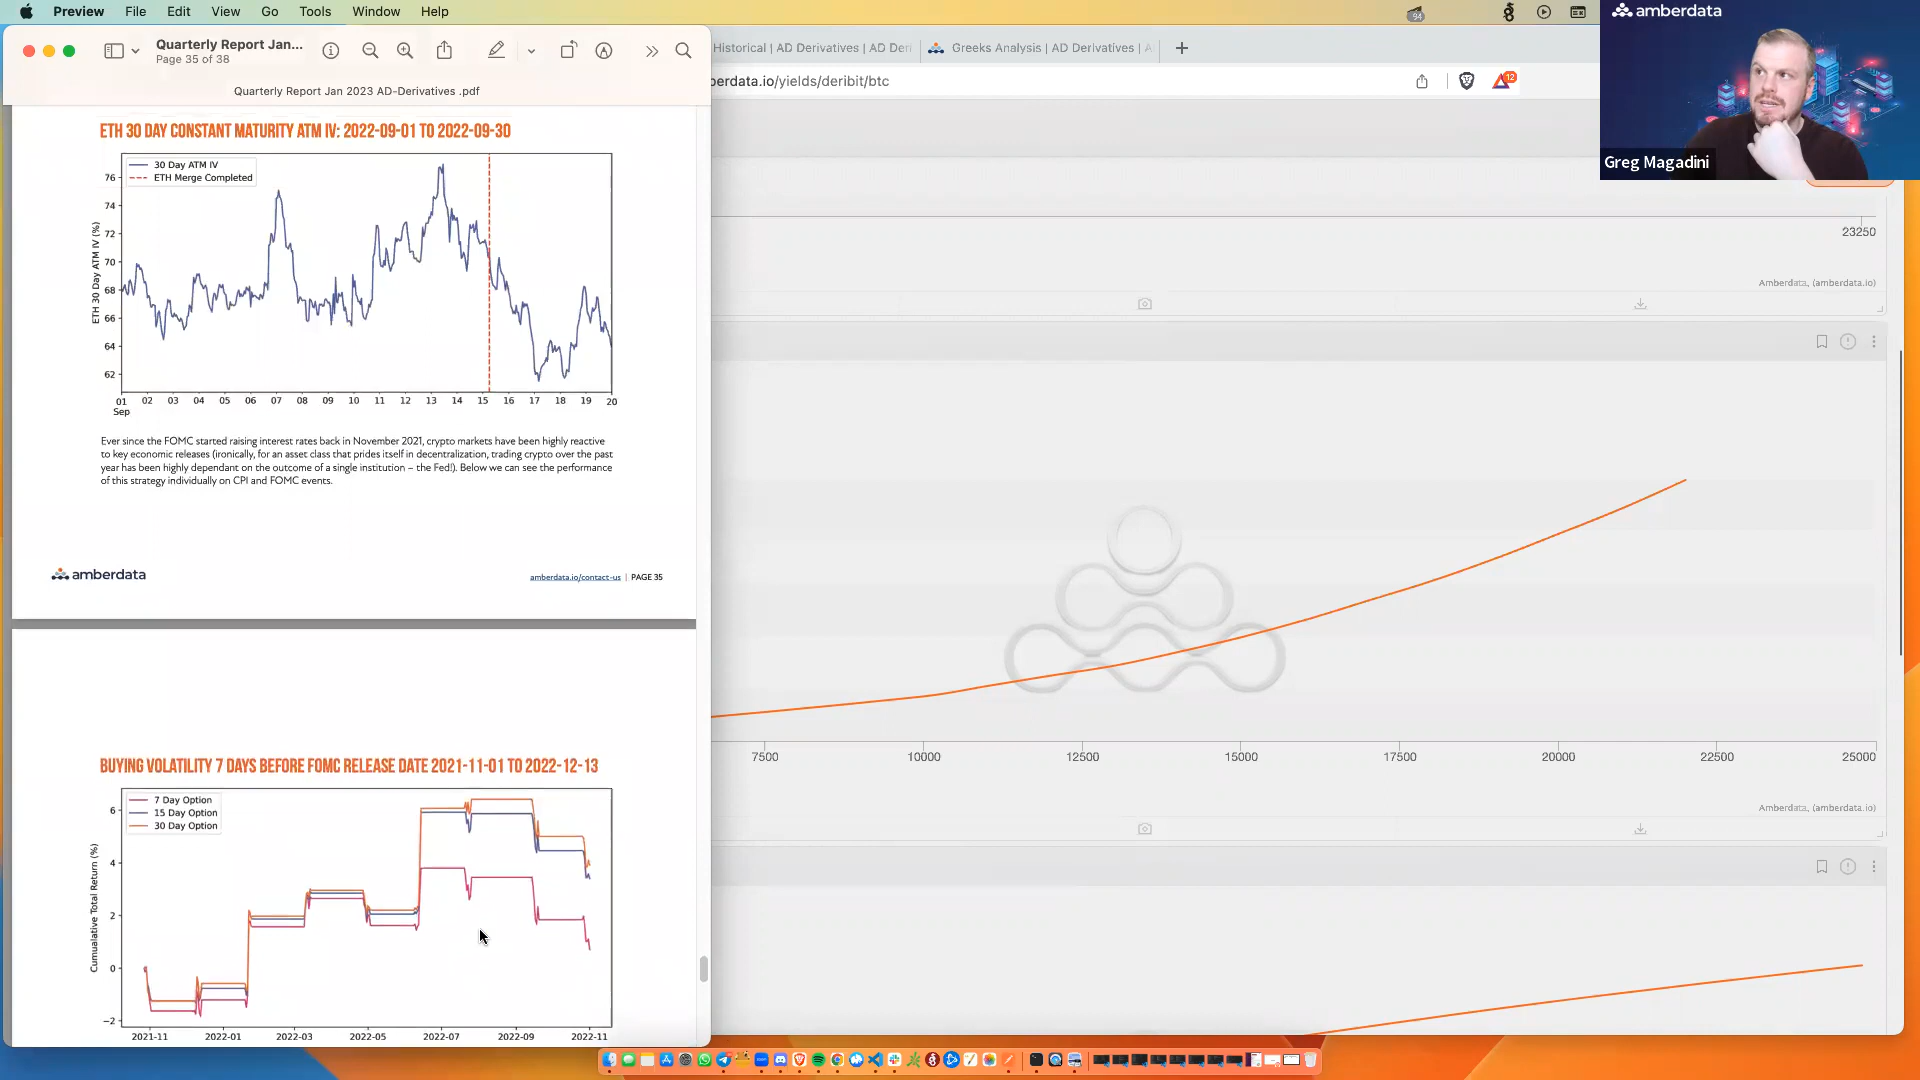 Preview File Edit View Go Tools Window Help
94
amberdata
Greg Magadini
Quarterly Report Jan...
Page 35 of 38
Quarterly Report Jan 2023 AD-Derivatives .pdf
Historical | AD Derivatives | AD Deri
Greeks Analysis | AD Derivatives | A
berdata.io/yields/deribit/btc
12
ETH 30 DAY CONSTANT MATURITY ATM IV: 2022-09-01 TO 2022-09-30
30 Day ATM IV
ETH Merge Completed
ETH 30 Day ATM IV (%)
76
74
72
70
68
66
64
62
01 02 03 04 05 06 07 08 09 10 11 12 13 14 15 16 17 18 19 20
Sep
Ever since the FOMC started raising interest rates back in November 2021, crypto markets have been highly reactive
to key economic releases (ironically, for an asset class that prides itself in decentralization, trading crypto over the past
year has been highly dependant on the outcome of a single institution – the Fed!). Below we can see the performance
of this strategy individually on CPI and FOMC events.
amberdata
amberdata.io/contact-us | PAGE 35
BUYING VOLATILITY 7 DAYS BEFORE FOMC RELEASE DATE 2021-11-01 TO 2022-12-13
7 Day Option
15 Day Option
30 Day Option
Cumualative Total Return (%)
6
4
2
0
−2
2021-11 2022-01 2022-03 2022-05 2022-07 2022-09 2022-11
23250
Amberdata, (amberdata.io)
7500 10000 12500 15000 17500 20000 22500 25000
Amberdata, (amberdata.io)